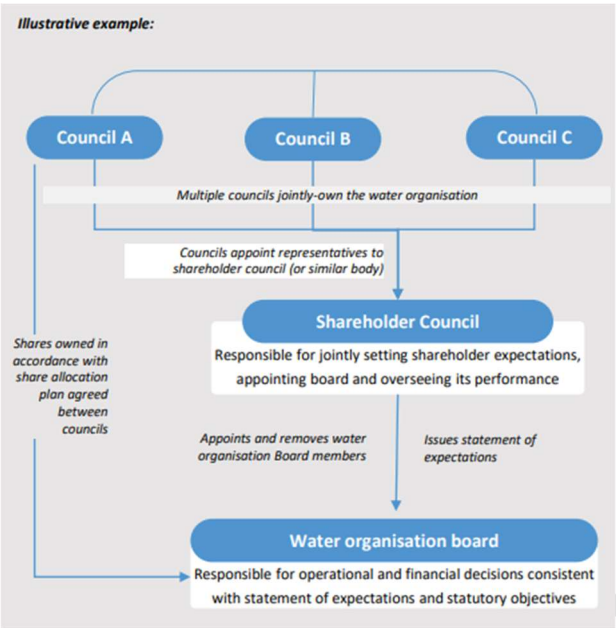 Illustrative example:
Council A
Council B
Council C
Multiple councils jointly-own the water organisation
Councils appoint representatives to
shareholder council (or similar body)
Shareholder Council
Responsible for jointly setting shareholder expectations,
appointing board and overseeing its performance
Shares owned in
accordance with
share allocation
plan agreed
between
councils
Appoints and removes water
organisation Board members
Issues statement of
expectations
Water organisation board
Responsible for operational and financial decisions consistent
with statement of expectations and statutory objectives